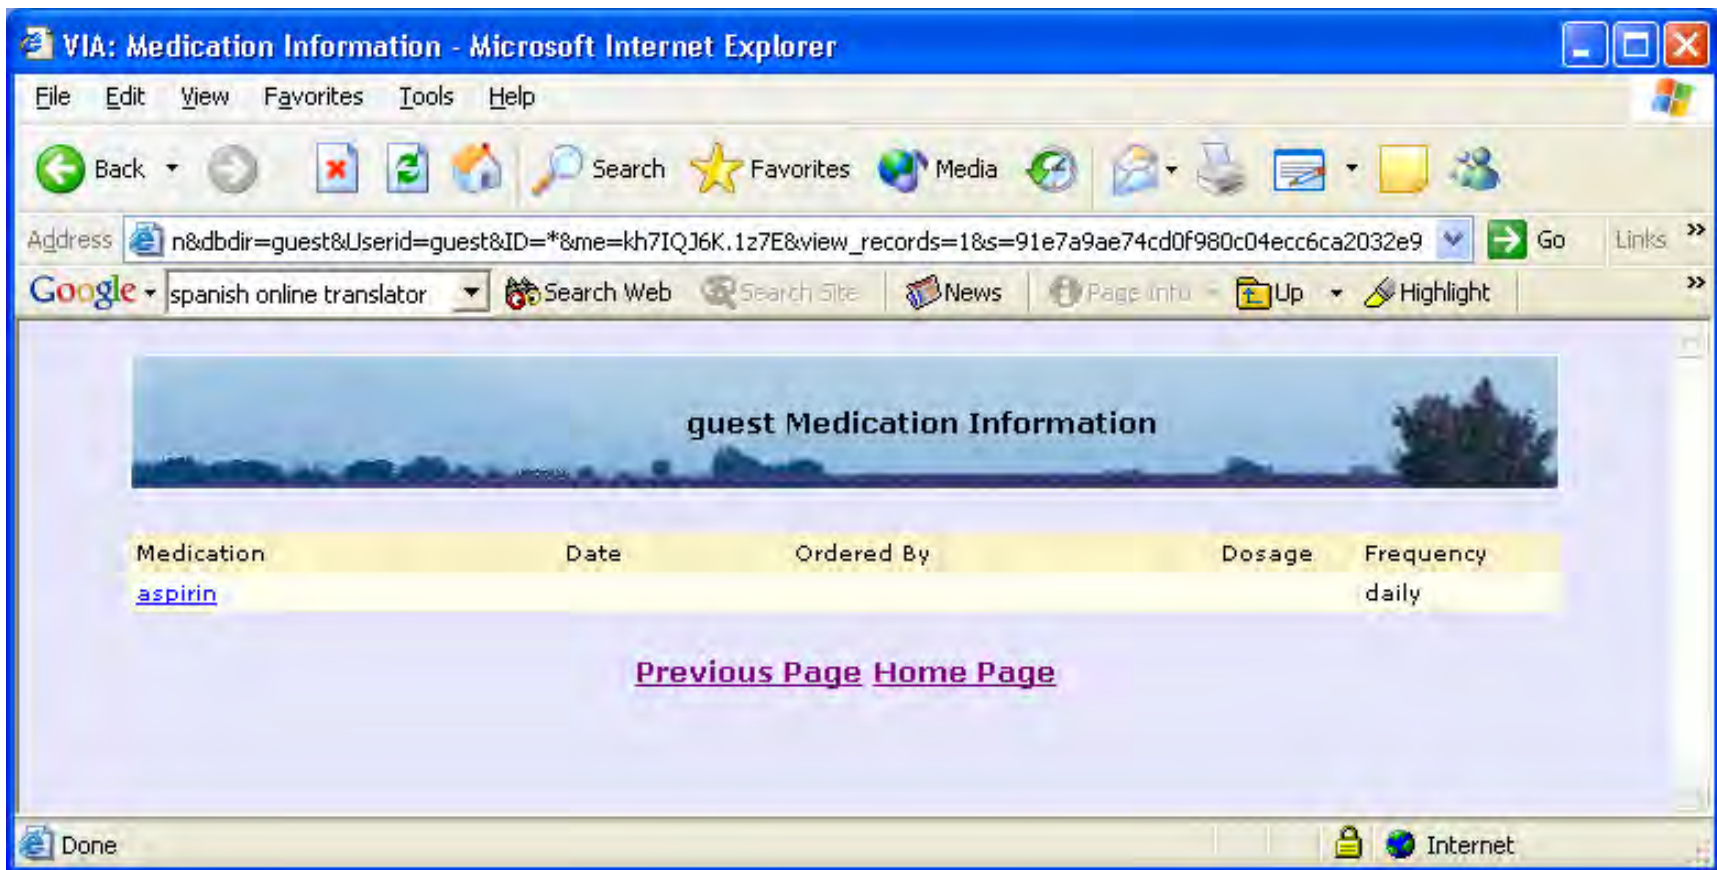 VIA: Medication Information - Microsoft Internet Explorer
File Edit View Favorites Tools Help
Back Search Favorites Media
Address n&dbdir=guest&Userid=guest&ID=*&me=kh7IQJ6K.1z7E&view_records=1&s=91e7a9ae74cd0f980c04ecc6ca2032e9 Go Links »
Google spanish online translator Search Web Search Site News Page Info Up Highlight »
guest Medication Information
Medication Date Ordered By Dosage Frequency
aspirin daily
Previous Page Home Page
Done Internet